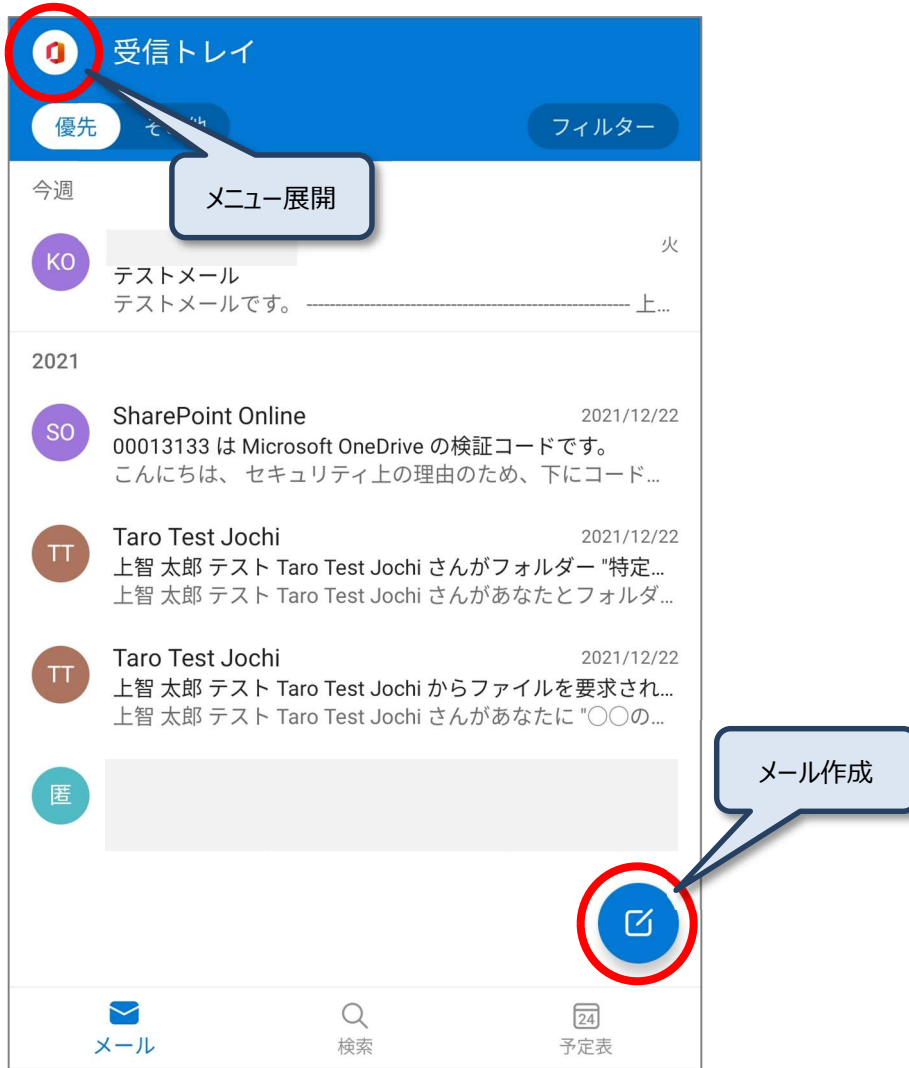 受信トレイ
優先
フィルター
メニュー展開
今週
KO
火
テストメール
テストメールです。 ------------------------------------------------------------ 上...
2021
SO
SharePoint Online
2021/12/22
00013133 は Microsoft OneDrive の検証コードです。
こんにちは、 セキュリティ上の理由のため、下にコード...
TT
Taro Test Jochi
2021/12/22
上智 太郎 テスト Taro Test Jochi さんがフォルダー "特定...
上智 太郎 テスト Taro Test Jochi さんがあなたとフォルダ...
TT
Taro Test Jochi
2021/12/22
上智 太郎 テスト Taro Test Jochi からファイルを要求され...
上智 太郎 テスト Taro Test Jochi さんがあなたに "〇〇の...
匿
メール作成
メール
検索
24
予定表